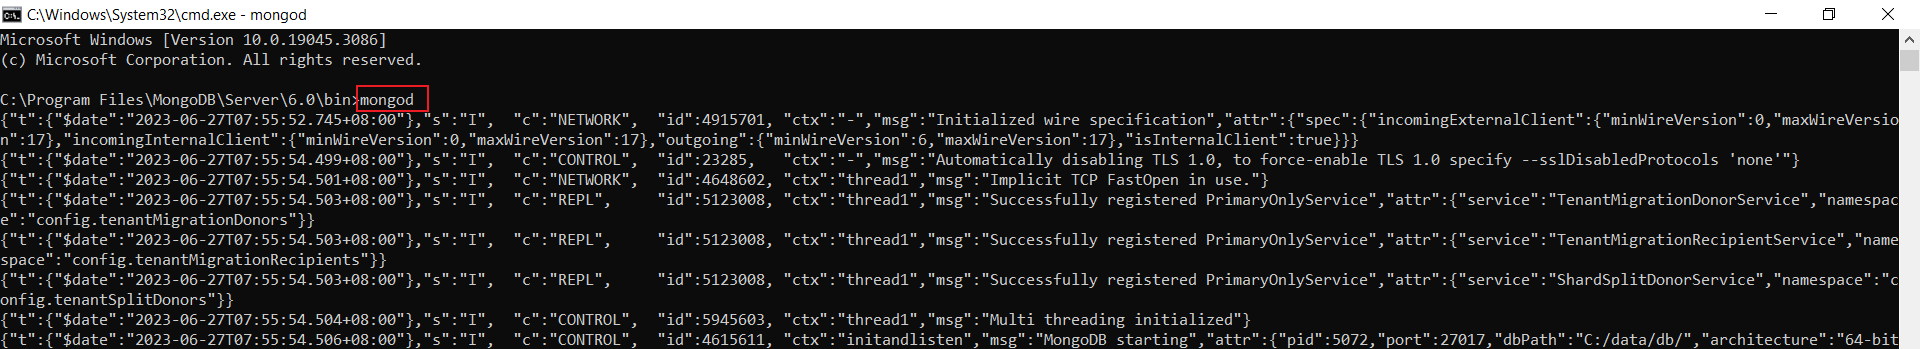 C:\Windows\System32\cmd.exe - mongod
Microsoft Windows [Version 10.0.19045.3086]
(c) Microsoft Corporation. All rights reserved.
C:\Program Files\MongoDB\Server\6.0\bin>mongod
{"t":{"$date":"2023-06-27T07:55:52.745+08:00"},"s":"I",  "c":"NETWORK",  "id":4915701, "ctx":"-","msg":"Initialized wire specification","attr":{"spec":{"incomingExternalClient":{"minWireVersion":0,"maxWireVersio
n":17},"incomingInternalClient":{"minWireVersion":0,"maxWireVersion":17},"outgoing":{"minWireVersion":6,"maxWireVersion":17},"isInternalClient":true}}}
{"t":{"$date":"2023-06-27T07:55:54.499+08:00"},"s":"I",  "c":"CONTROL",  "id":23285,   "ctx":"-","msg":"Automatically disabling TLS 1.0, to force-enable TLS 1.0 specify --sslDisabledProtocols 'none'"}
{"t":{"$date":"2023-06-27T07:55:54.501+08:00"},"s":"I",  "c":"NETWORK",  "id":4648602, "ctx":"thread1","msg":"Implicit TCP FastOpen in use."}
{"t":{"$date":"2023-06-27T07:55:54.503+08:00"},"s":"I",  "c":"REPL",     "id":5123008, "ctx":"thread1","msg":"Successfully registered PrimaryOnlyService","attr":{"service":"TenantMigrationDonorService","namespac
e":"config.tenantMigrationDonors"}}
{"t":{"$date":"2023-06-27T07:55:54.503+08:00"},"s":"I",  "c":"REPL",     "id":5123008, "ctx":"thread1","msg":"Successfully registered PrimaryOnlyService","attr":{"service":"TenantMigrationRecipientService","name
space":"config.tenantMigrationRecipients"}}
{"t":{"$date":"2023-06-27T07:55:54.503+08:00"},"s":"I",  "c":"REPL",     "id":5123008, "ctx":"thread1","msg":"Successfully registered PrimaryOnlyService","attr":{"service":"ShardSplitDonorService","namespace":"c
onfig.tenantSplitDonors"}}
{"t":{"$date":"2023-06-27T07:55:54.504+08:00"},"s":"I",  "c":"CONTROL",  "id":5945603, "ctx":"thread1","msg":"Multi threading initialized"}
{"t":{"$date":"2023-06-27T07:55:54.506+08:00"},"s":"I",  "c":"CONTROL",  "id":4615611, "ctx":"initandlisten","msg":"MongoDB starting","attr":{"pid":5072,"port":27017,"dbPath":"C:/data/db/","architecture":"64-bit